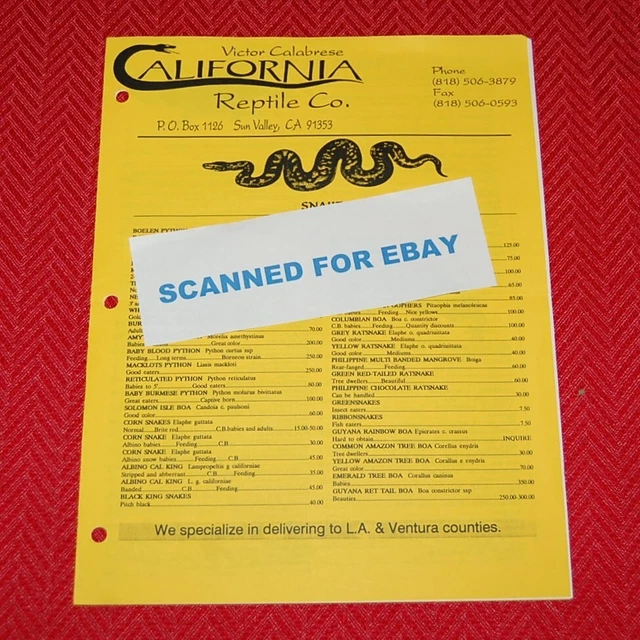 Victor Calabrese
CALIFORNIA
Reptile Co.
P.O. Box 1126 Sun Valley, CA 91353
Phone
(818) 506-3879
Fax
(818) 506-0593
SCANNED FOR EBAY
BOELEN PYTHON
Morelia amethystinus
Babies Great color 200.00
BABY BLOOD PYTHON Python curtus ssp
Feeding Long terms Borneon strain 250.00
MACKLOTS PYTHON Liasis mackloti
Good eaters 250.00
RETICULATED PYTHON Python reticulatus
Babies to 5' Good eaters 80.00
BABY BURMESE PYTHON Python molurus bivittatus
Great eaters Captive born 100.00
SOLOMON ISLE BOA Candoia c. paulsoni
Good color 60.00
CORN SNAKES Elaphe guttata
Normal Brite red C.B. babies and adults 15.00-50.00
CORN SNAKE Elaphe guttata
Albino babies Feeding C.B. 30.00
CORN SNAKE Elaphe guttata
Albino snow babies Feeding C.B. 45.00
ALBINO CAL KING Lampropeltis g californiae
Stripped and abberrant C.B. Feeding 35.00
ALBINO CAL KING L. g. californiae
Banded C.B. Feeding 45.00
BLACK KING SNAKES
Pitch black 40.00
125.00
75.00
100.00
65.00
GOPHERS Pituophis melanoleucus
C.B. babies Feeding Nice yellows 85.00
COLUMBIAN BOA Boa c. constrictor
C.B. babies Feeding Quantity discounts 100.00
GREY RATSNAKE Elaphe o. quadrivittata
Good color Mediums 40.00
YELLOW RATSNAKE Elaphe o. quadrivittata
Good color Mediums 40.00
PHILIPPINE MULTI BANDED MANGROVE Boiga
Rear-fanged Feeding 60.00
GREEN RED-TAILED RATSNAKE
Tree dwellers Beautiful 60.00
PHILIPPINE CHOCOLATE RATSNAKE
Can be handled 30.00
GREENSNAKES
Insect eaters 7.50
RIBBONSNAKES
Fish eaters 7.50
GUYANA RAINBOW BOA Epicrates c. cenchria
Hard to obtain INQUIRE
COMMON AMAZON TREE BOA Corallus enydris
Tree dwellers 30.00
YELLOW AMAZON TREE BOA Corallus e enydris
Great color 70.00
EMERALD TREE BOA Corallus caninus
Babies 350.00
GUYANA RET TAIL BOA Boa constrictor ssp
Beauties 250.00-300.00
We specialize in delivering to L.A. & Ventura counties.